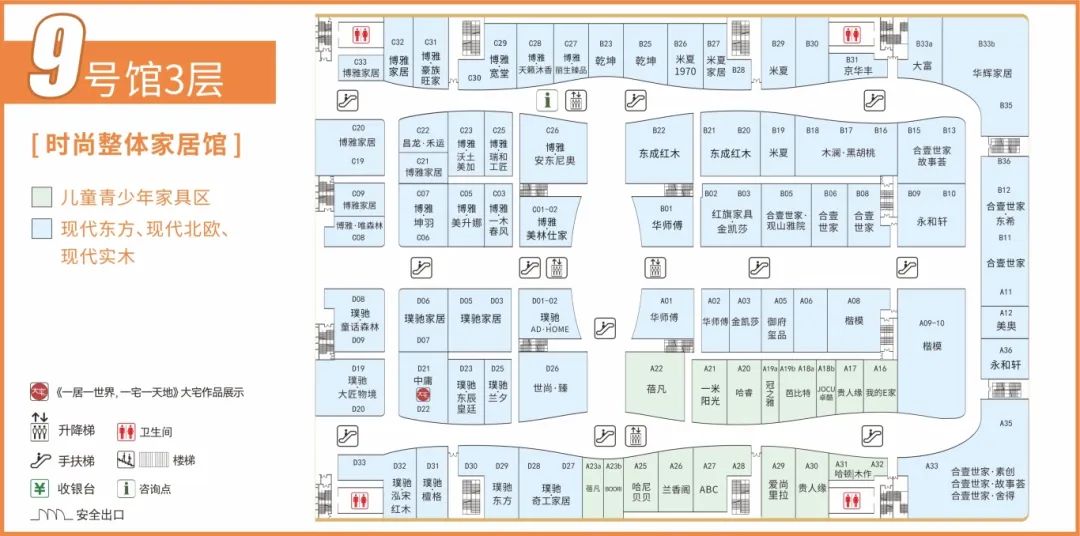 9号馆3层
[时尚整体家居馆]
儿童青少年家具区
现代东方、现代北欧、
现代实木
《一居一世界,一宅一天地》大宅作品展示
升降梯
卫生间
手扶梯
楼梯
收银台
咨询点
安全出口
C33
博雅家居
C32
博雅
家居
C31
博雅
豪族
旺家
C30
C29
博雅
宽堂
C28
博雅
天籁沐香
C27
博雅
丽生臻品
B23
乾坤
B25
乾坤
B26
米夏
1970
B27
米夏
家居
B28
B29
米夏
B30
B31
京华丰
B33a
大富
B33b
华辉家居
B35
C20
博雅家居
C19
C22
昌龙·禾运
C21
博雅家居
C23
博雅
沃土
美加
C25
博雅
瑞和
工匠
C26
博雅
安东尼奥
B22
东成红木
B21
B20
东成红木
B19
米夏
B18
B17
B16
木澜·黑胡桃
B15
B13
合壹世家
故事荟
B36
C09
博雅家居
博雅·唯森林
C08
C07
博雅
坤羽
C06
C05
博雅
美升娜
C03
博雅
一木
春风
C01-02
博雅
美林仕家
B01
华师傅
B02
B03
红旗家具
金凯莎
B05
合壹世家·
观山雅院
B06
合壹
世家
B08
合壹
世家
B09
B10
永和轩
B12
合壹世家
·
东希
B11
合壹世家
A11
D08
璞驰
童话森林
D09
D06
璞驰家居
D07
D05
D03
璞驰家居
D01-02
璞驰
AD·HOME
A01
华师傅
A02
华师傅
A03
金凯莎
A05
御府
玺品
A06
A08
楷模
A09-10
楷模
A12
美奥
A36
永和轩
D19
璞驰
大匠物境
D20
D21
中庸
大宅
D22
D23
璞驰
东辰
皇廷
D25
璞驰
兰夕
D26
世尚·臻
A22
蓓凡
A21
一米
阳光
A20
哈睿
A19a
冠之雅
A19b
A18a
芭比特
A18b
JOCU
卓酷
A17
贵人缘
A16
我的E家
A35
D33
D32
璞驰
泓宋
红木
D31
璞驰
檀格
D30
D29
璞驰
东方
D28
D27
璞驰
奇工家居
A23a
蓓凡
A23b
A25
哈尼
贝贝
A26
兰香阁
A27
ABC
A28
A29
爱尚
里拉
A30
贵人缘
A31
A32
哈顿|木作
A33
合壹世家·素创
合壹世家·故事荟
合壹世家·舍得